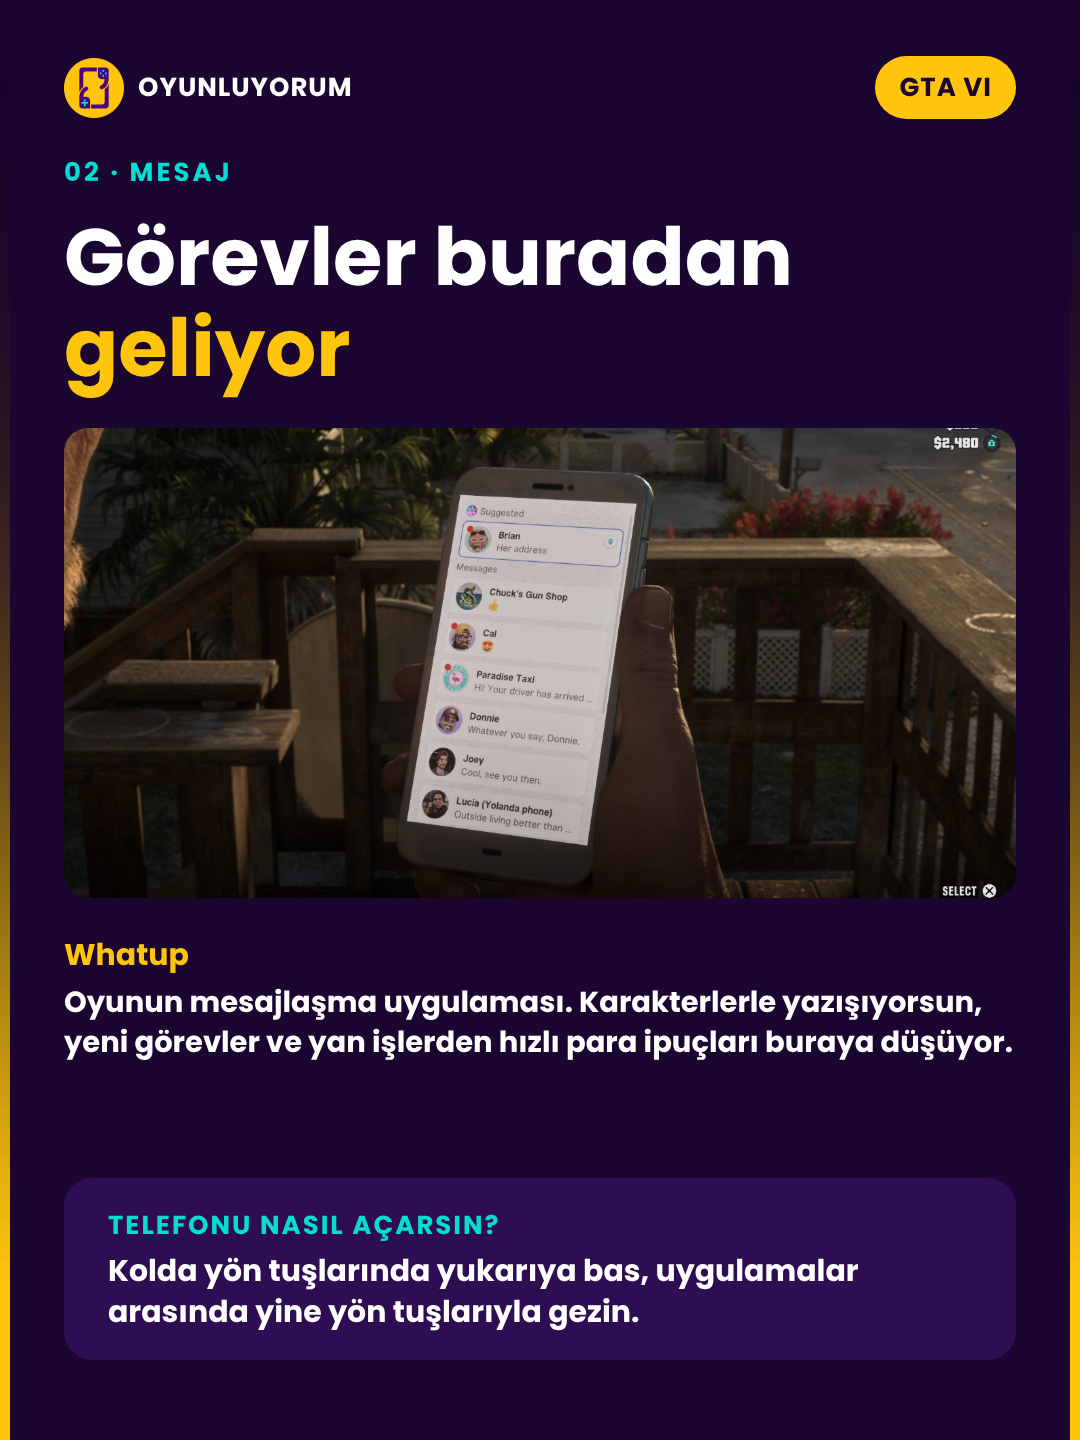 OYUNLUYORUM
GTA VI
02 · MESAJ
Görevler buradan
geliyor
$2,480
Suggested
Brian
Her address
Messages
Chuck's Gun Shop
👍
Cal
😍
Paradise Taxi
Hi! Your driver has arrived ...
Donnie
Whatever you say, Donnie.
Joey
Cool, see you then.
Lucia (Yolanda phone)
Outside living better than ...
SELECT
Whatup
Oyunun mesajlaşma uygulaması. Karakterlerle yazışıyorsun,
yeni görevler ve yan işlerden hızlı para ipuçları buraya düşüyor.
TELEFONU NASIL AÇARSIN?
Kolda yön tuşlarında yukarıya bas, uygulamalar
arasında yine yön tuşlarıyla gezin.